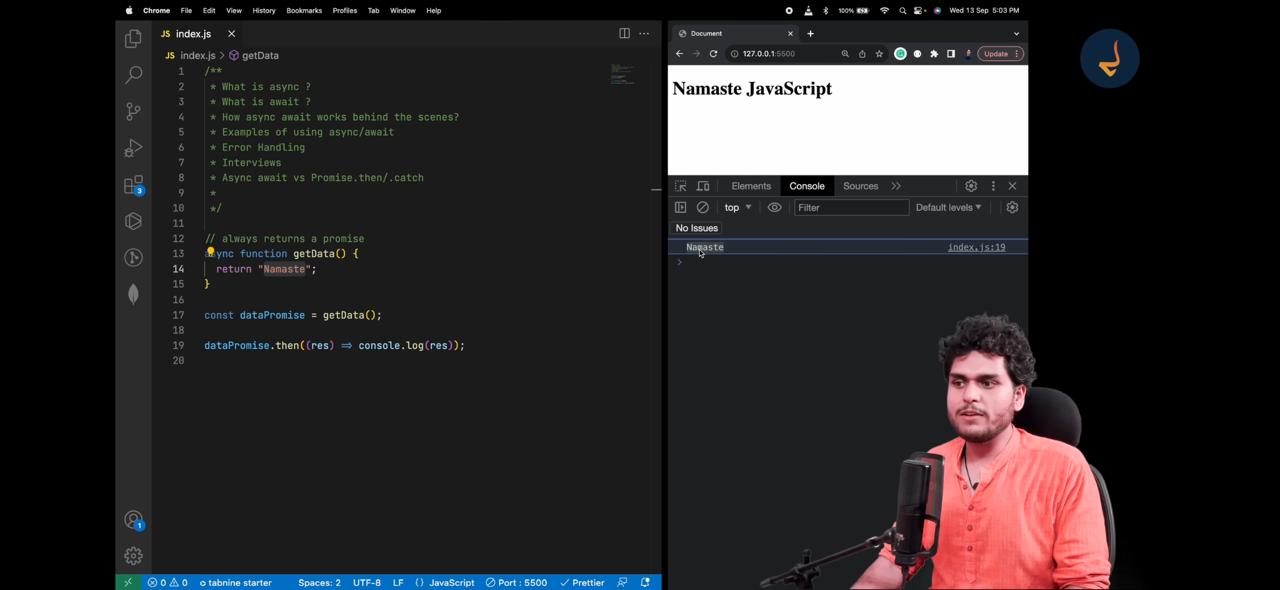 Chrome File Edit View History Bookmarks Profiles Tab Window Help
100% Wed 13 Sep 5:03 PM
JS index.js
JS index.js > getData
1 /**
2 * What is async ?
3 * What is await ?
4 * How async await works behind the scenes?
5 * Examples of using async/await
6 * Error Handling
7 * Interviews
8 * Async await vs Promise.then/.catch
9 *
10 */
11
12 // always returns a promise
13 async function getData() {
14 return "Namaste";
15 }
16
17 const dataPromise = getData();
18
19 dataPromise.then((res) => console.log(res));
20
3
1
0 0 tabnine starter Spaces: 2 UTF-8 LF {} JavaScript Port : 5500 Prettier
Document
127.0.0.1:5500 Update
Namaste JavaScript
Elements Console Sources
top Filter Default levels
No Issues
Namaste index.js:19
>